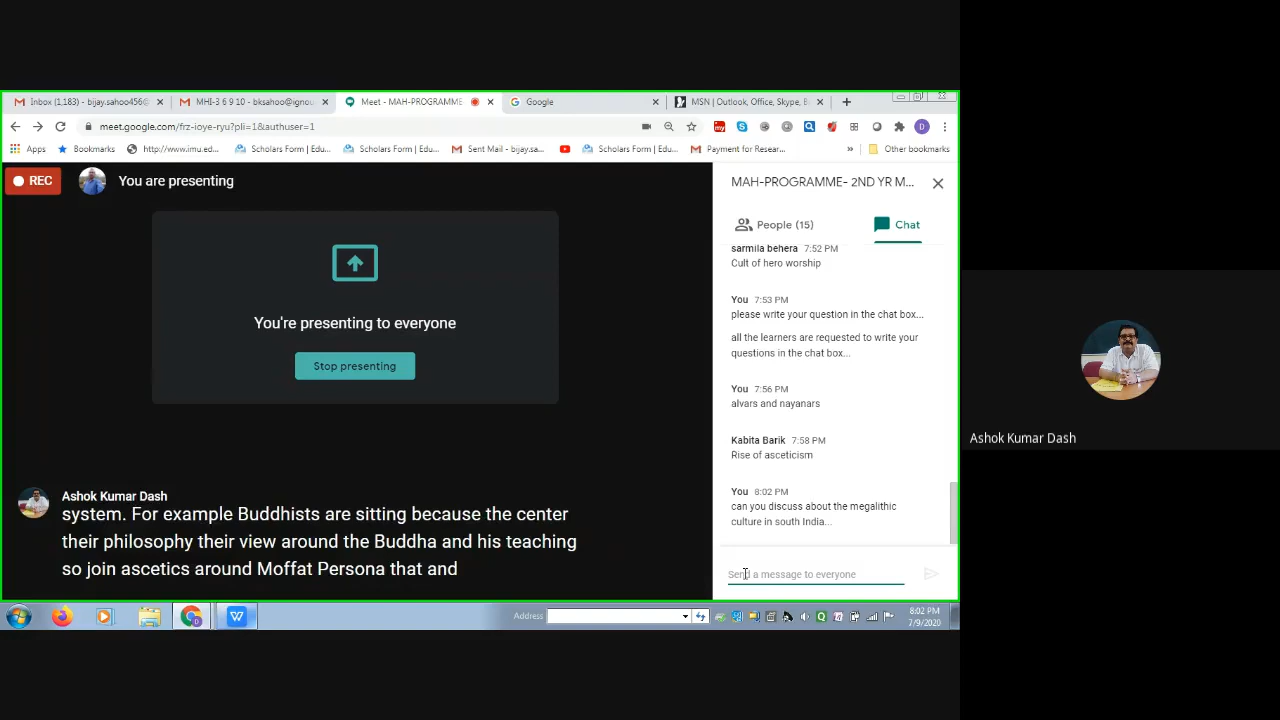 Inbox (1,183) - bijay.sahoo456@
MHI-3 6 9 10 - bksahoo@ignou
Meet - MAH-PROGRAMME
Google
MSN | Outlook, Office, Skype, B
meet.google.com/frz-ioye-ryu?pli=1&authuser=1
Apps
Bookmarks
http://www.imu.ed...
Scholars Form | Edu...
Scholars Form | Edu...
Sent Mail - bijay.sa...
Scholars Form | Edu...
Payment for Resear...
Other bookmarks
REC
You are presenting
You're presenting to everyone
Stop presenting
Ashok Kumar Dash
system. For example Buddhists are sitting because the center
their philosophy their view around the Buddha and his teaching
so join ascetics around Moffat Persona that and
MAH-PROGRAMME- 2ND YR M...
People (15)
Chat
sarmila behera 7:52 PM
Cult of hero worship
You 7:53 PM
please write your question in the chat box...
all the learners are requested to write your
questions in the chat box...
You 7:56 PM
alvars and nayanars
Kabita Barik 7:58 PM
Rise of asceticism
You 8:02 PM
can you discuss about the megalithic
culture in south India...
Send a message to everyone
Ashok Kumar Dash
Address
8:02 PM
7/9/2020